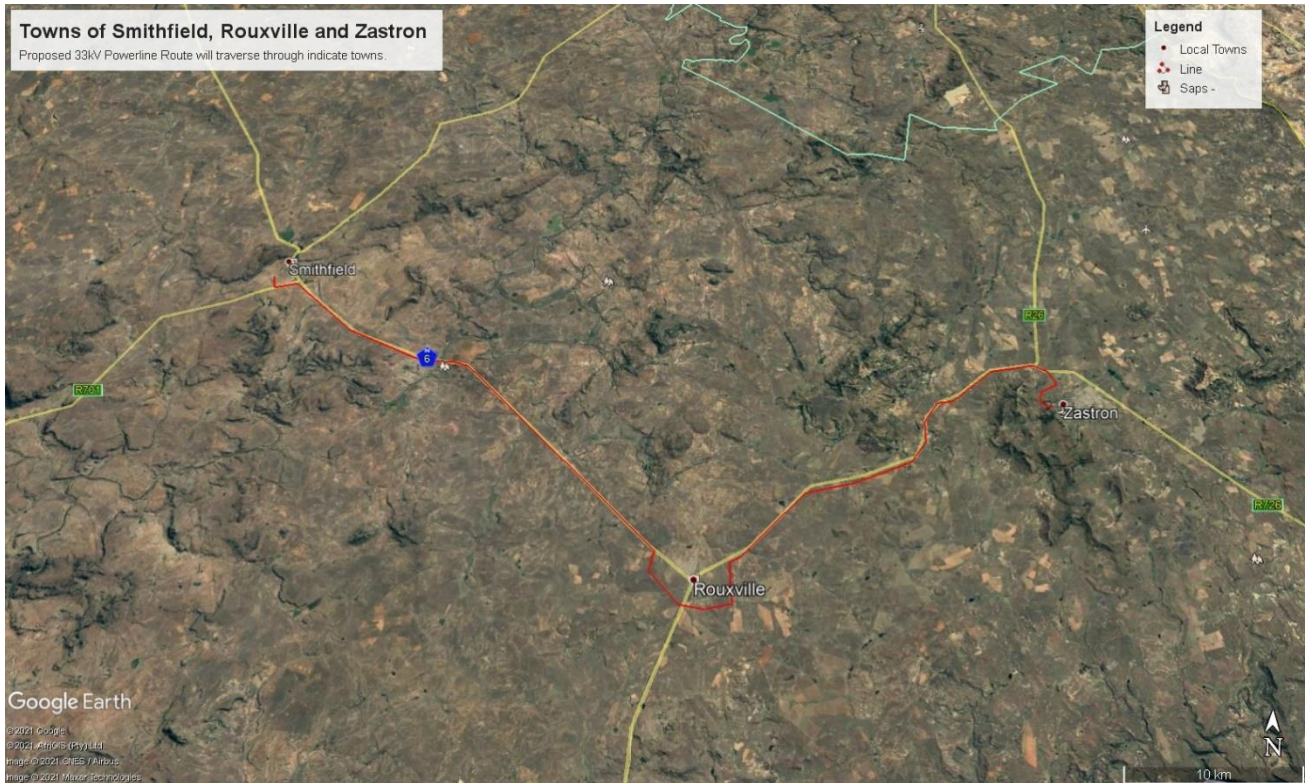 Towns of Smithfield, Rouxville and Zastron
Proposed 33kV Powerline Route will traverse through indicate towns.
Legend
Local Towns
Line
Saps -
Smithfield
6
R26
R701
Zastron
R726
Rouxville
Google Earth
©2021 Google
©2021 AfriGIS (Pty) Ltd.
Image ©2021 CNES / Airbus
Image ©2021 Maxar Technologies
N
10 km